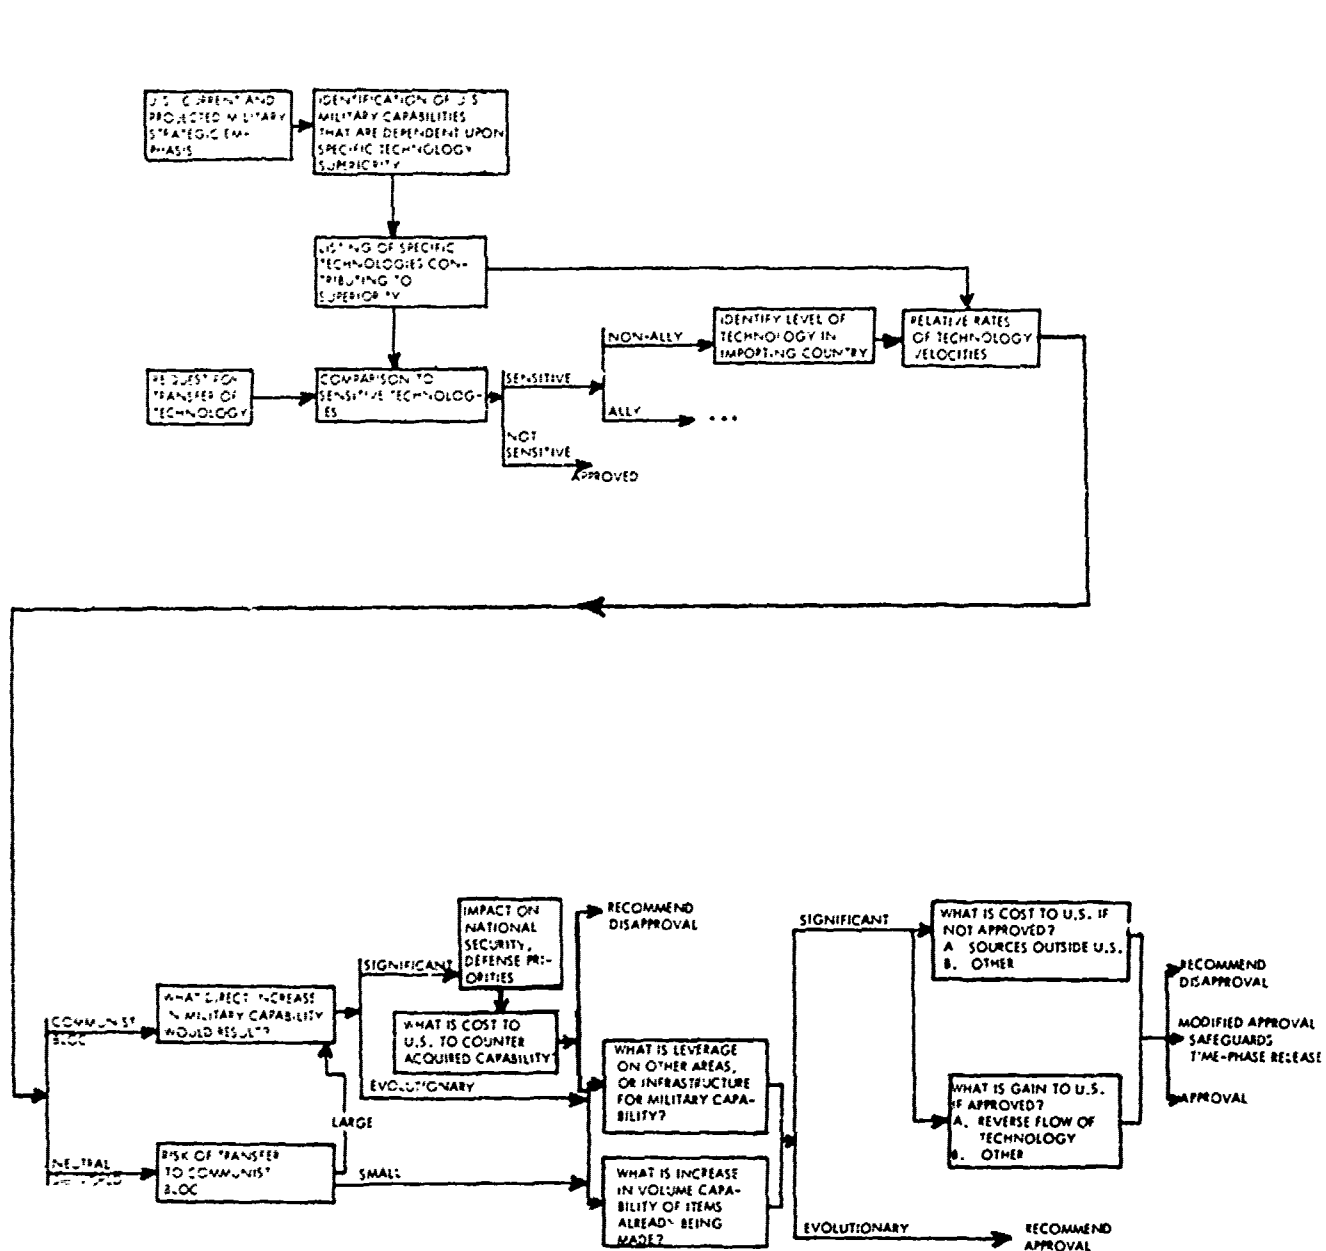 U.S. CURRENT AND
PROJECTED MILITARY
STRATEGIC EM-
PHASIS
IDENTIFICATION OF U.S
MILITARY CAPABILITIES
THAT ARE DEPENDENT UPON
SPECIFIC TECHNOLOGY
SUPERIORITY
LISTING OF SPECIFIC
TECHNOLOGIES CON-
TRIBUTING TO
SUPERIORITY
REQUEST FOR
TRANSFER OF
TECHNOLOGY
COMPARISON TO
SENSITIVE TECHNOLOG-
IES
SENSITIVE
NOT
SENSITIVE
APPROVED
NON-ALLY
ALLY
...
IDENTIFY LEVEL OF
TECHNOLOGY IN
IMPORTING COUNTRY
RELATIVE RATES
OF TECHNOLOGY
VELOCITIES
COMMUNIST
BLOC
NEUTRAL
WHAT DIRECT INCREASE
IN MILITARY CAPABILITY
WOULD RESULT?
RISK OF TRANSFER
TO COMMUNIST
BLOC
LARGE
SMALL
SIGNIFICANT
EVOLUTIONARY
IMPACT ON
NATIONAL
SECURITY,
DEFENSE PRI-
ORITIES
WHAT IS COST TO
U.S. TO COUNTER
ACQUIRED CAPABILITY
RECOMMEND
DISAPPROVAL
WHAT IS LEVERAGE
ON OTHER AREAS,
OR INFRASTRUCTURE
FOR MILITARY CAPA-
BILITY?
WHAT IS INCREASE
IN VOLUME CAPA-
BILITY OF ITEMS
ALREADY BEING
MADE?
SIGNIFICANT
EVOLUTIONARY
RECOMMEND
APPROVAL
WHAT IS COST TO U.S. IF
NOT APPROVED?
A SOURCES OUTSIDE U.S.
B. OTHER
WHAT IS GAIN TO U.S.
IF APPROVED?
A. REVERSE FLOW OF
TECHNOLOGY
B. OTHER
RECOMMEND
DISAPPROVAL
MODIFIED APPROVAL
SAFEGUARDS
TIME-PHASE RELEASE
APPROVAL